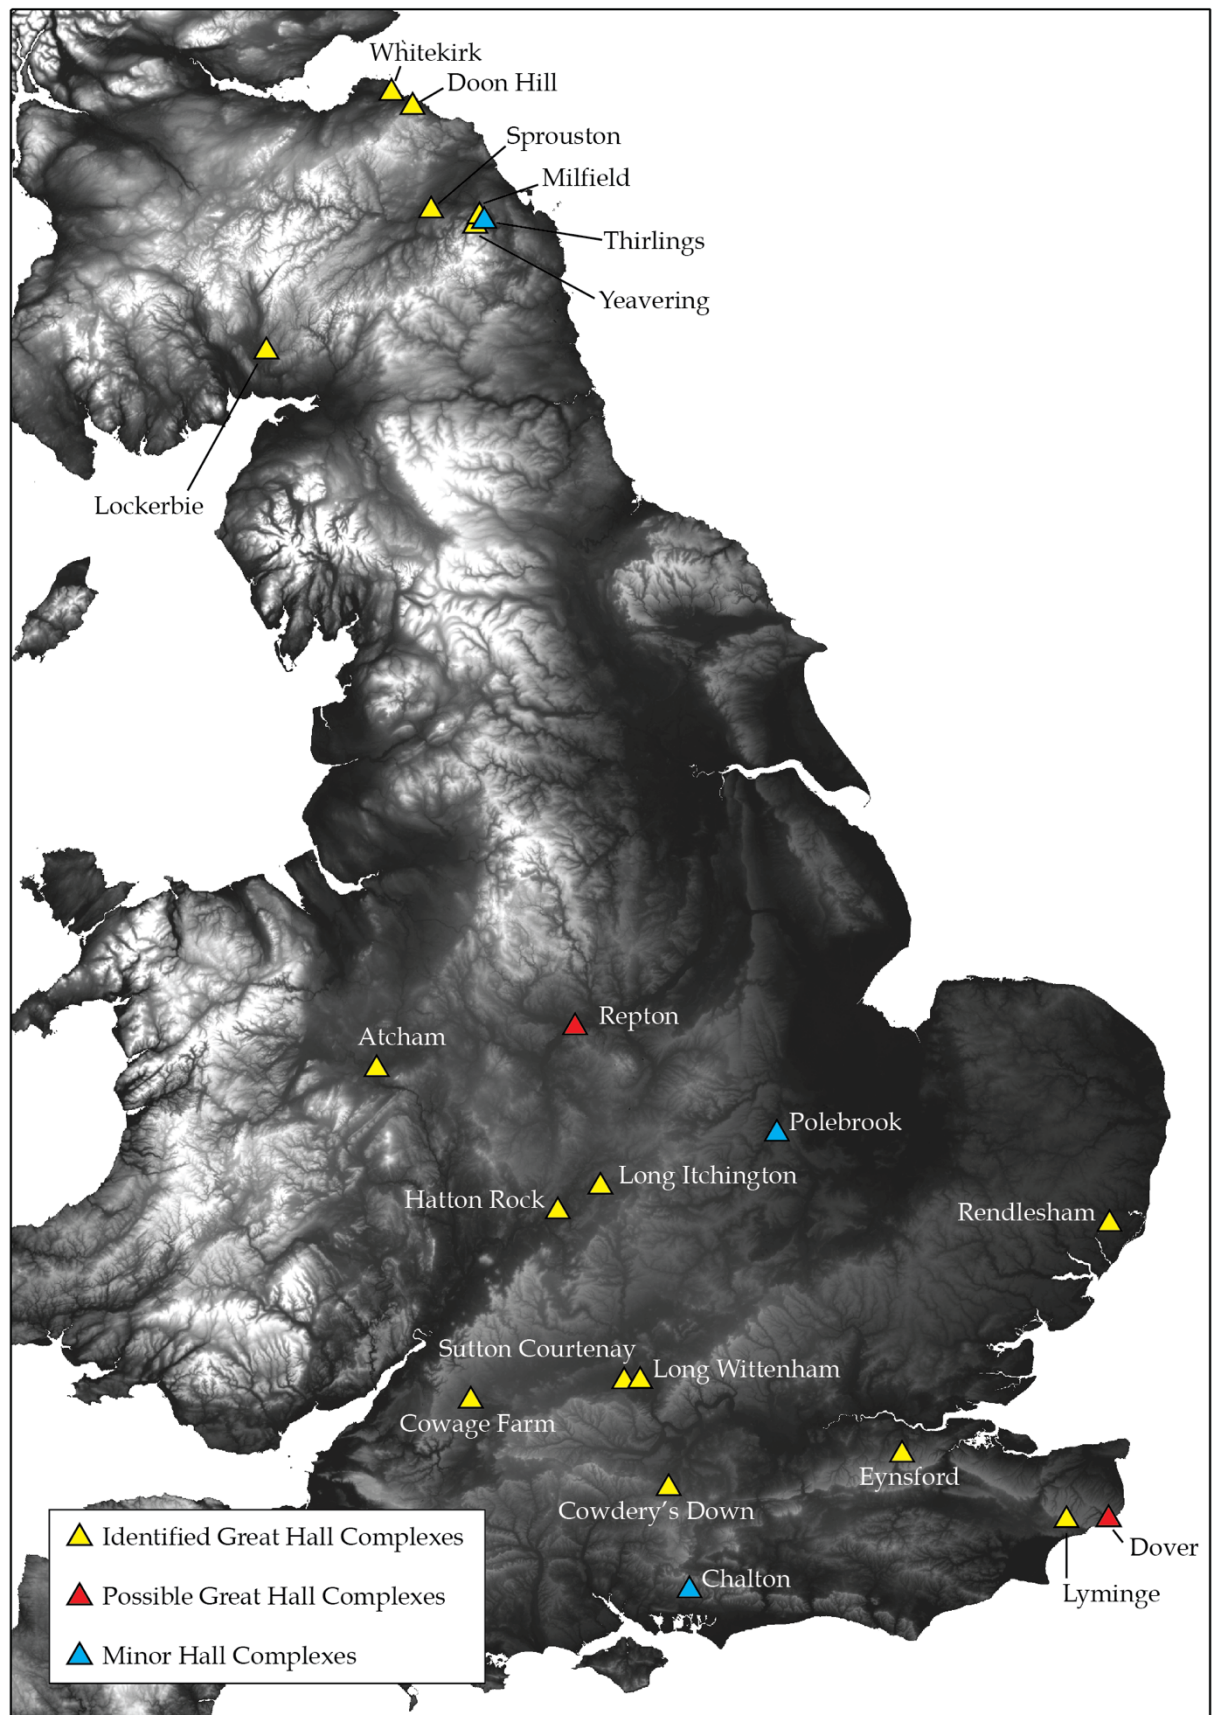 Whitekirk
Doon Hill
Sprouston
Milfield
Thirlings
Yeavering
Lockerbie
Repton
Atcham
Polebrook
Long Itchington
Hatton Rock
Rendlesham
Sutton Courtenay
Long Wittenham
Cowage Farm
Eynsford
Cowdery’s Down
Dover
Chalton
Lyminge
Identified Great Hall Complexes
Possible Great Hall Complexes
Minor Hall Complexes